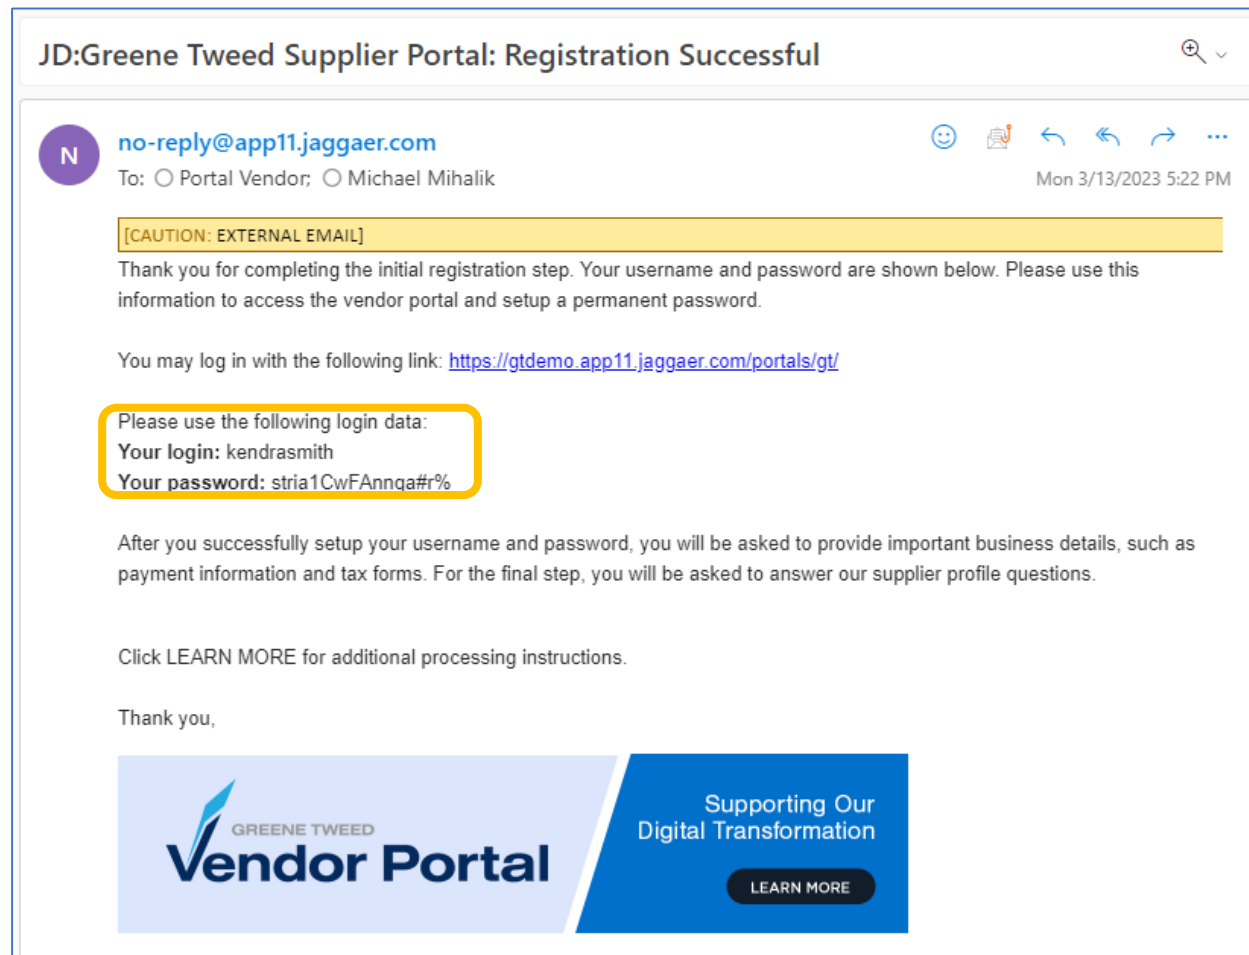 JD:Greene Tweed Supplier Portal: Registration Successful
N
no-reply@app11.jaggaer.com
To: Portal Vendor; Michael Mihalik
Mon 3/13/2023 5:22 PM
[CAUTION: EXTERNAL EMAIL]
Thank you for completing the initial registration step. Your username and password are shown below. Please use this
information to access the vendor portal and setup a permanent password.
You may log in with the following link: https://gtdemo.app11.jaggaer.com/portals/gt/
Please use the following login data:
Your login: kendrasmith
Your password: stria1CwFAnnqa#r%
After you successfully setup your username and password, you will be asked to provide important business details, such as
payment information and tax forms. For the final step, you will be asked to answer our supplier profile questions.
Click LEARN MORE for additional processing instructions.
Thank you,
GREENE TWEED
Vendor Portal
Supporting Our
Digital Transformation
LEARN MORE